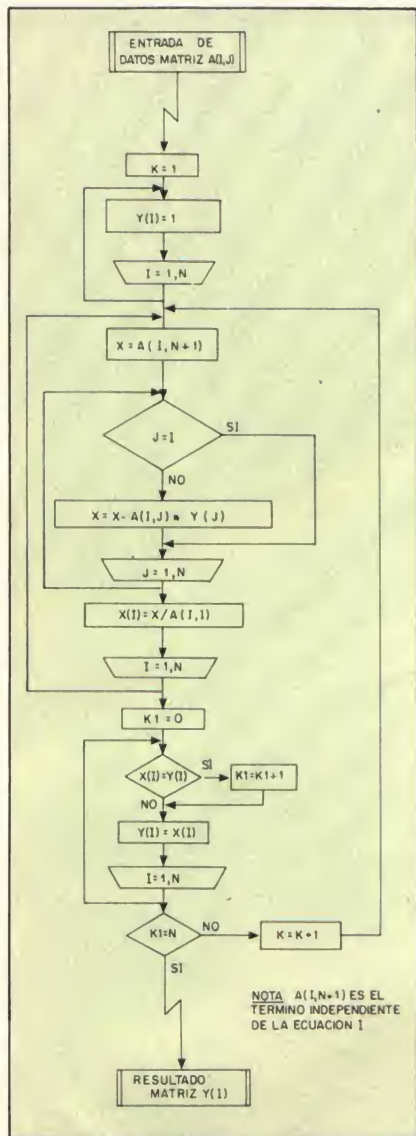 ENTRADA DE
DATOS MATRIZ A(I,J)
K=1
Y(I)=1
I=1,N
X=A(I,N+1)
J=I
SI
NO
X=X-A(I,J)* Y(J)
J=1,N
X(I)=X/A(I,I)
I=1,N
K1=0
X(I)=Y(I)
SI
K1=K1+1
NO
Y(I)=X(I)
I=1,N
K1=N
NO
K=K+1
SI
NOTA A(I,N+1) ES EL
TERMINO INDEPENDIENTE
DE LA ECUACION I
RESULTADO
MATRIZ Y(I)